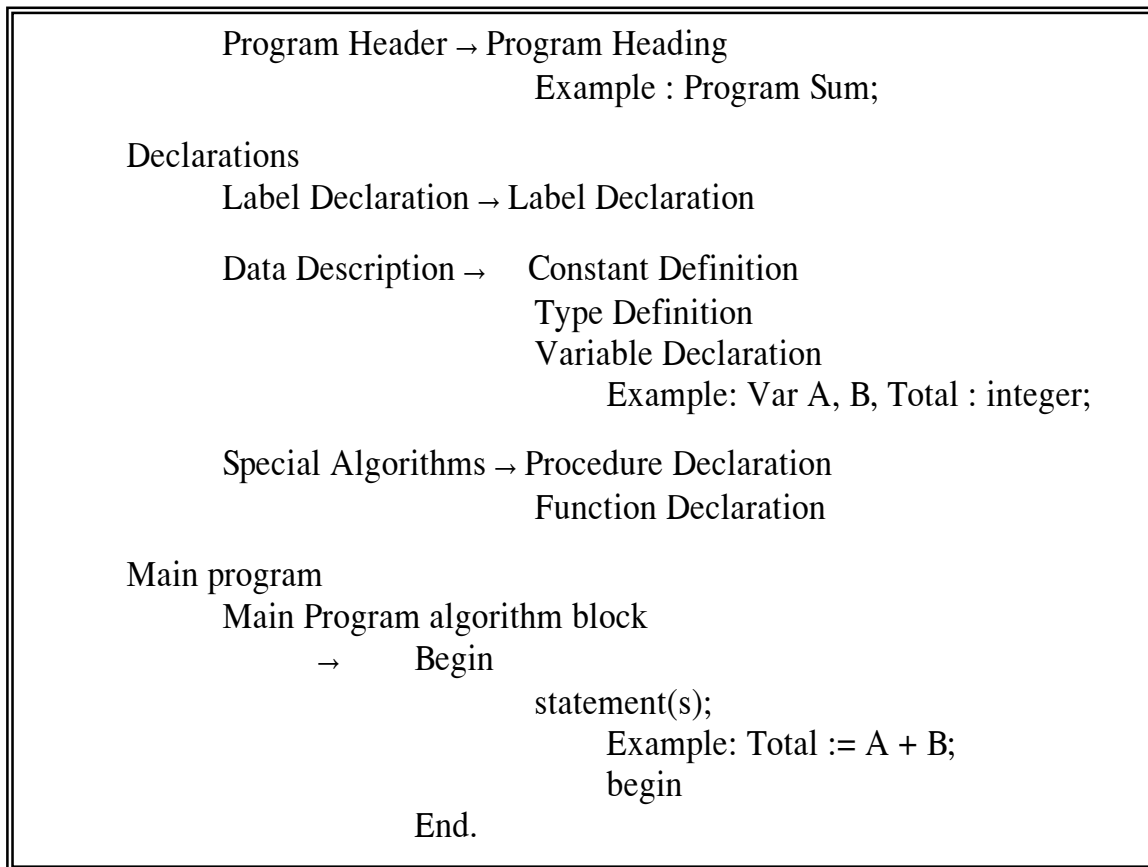 Program Header → Program Heading
Example : Program Sum;
Declarations
Label Declaration → Label Declaration
Data Description → Constant Definition
Type Definition
Variable Declaration
Example: Var A, B, Total : integer;
Special Algorithms → Procedure Declaration
Function Declaration
Main program
Main Program algorithm block
→ Begin
statement(s);
Example: Total := A + B;
begin
End.